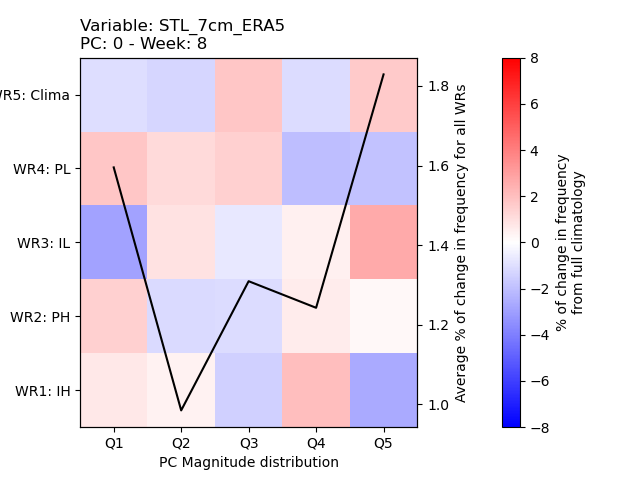 Variable: STL_7cm_ERA5
PC: 0 - Week: 8
R5: Clima
WR4: PL
WR3: IL
WR2: PH
WR1: IH
Q1 Q2 Q3 Q4 Q5
PC Magnitude distribution
1.8
1.6
1.4
1.2
1.0
Average % of change in frequency for all WRs
8
6
4
2
0
−2
−4
−6
−8
% of change in frequency
from full climatology